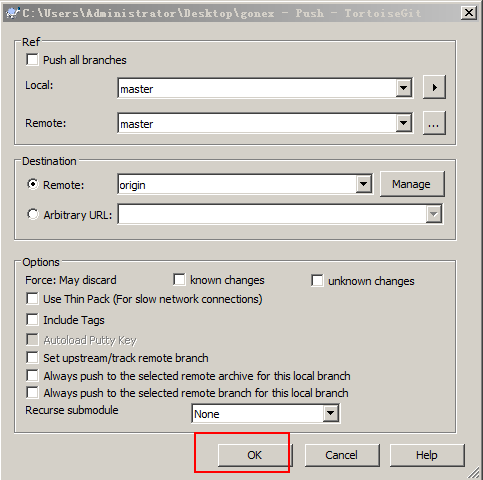 C:\Users\Administrator\Desktop\gonex - Push - TortoiseGit
Ref
Push all branches
Local:
master
Remote:
master
...
Destination
Remote:
origin
Manage
Arbitrary URL:
Options
Force: May discard
known changes
unknown changes
Use Thin Pack (For slow network connections)
Include Tags
Autoload Putty Key
Set upstream/track remote branch
Always push to the selected remote archive for this local branch
Always push to the selected remote branch for this local branch
Recurse submodule
None
OK
Cancel
Help